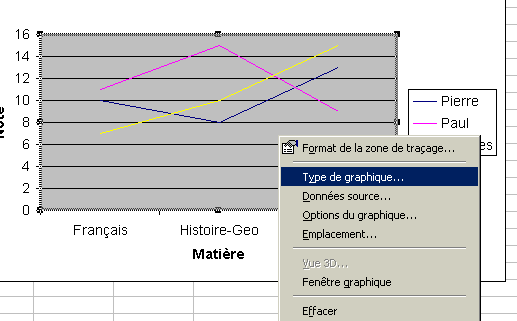 16
14
12
10
8
6
4
2
0
Note
Français
Histoire-Geo
Matière
Pierre
Paul
es
Format de la zone de traçage...
Type de graphique...
Données source...
Options du graphique...
Emplacement...
Vue 3D...
Fenêtre graphique
Effacer